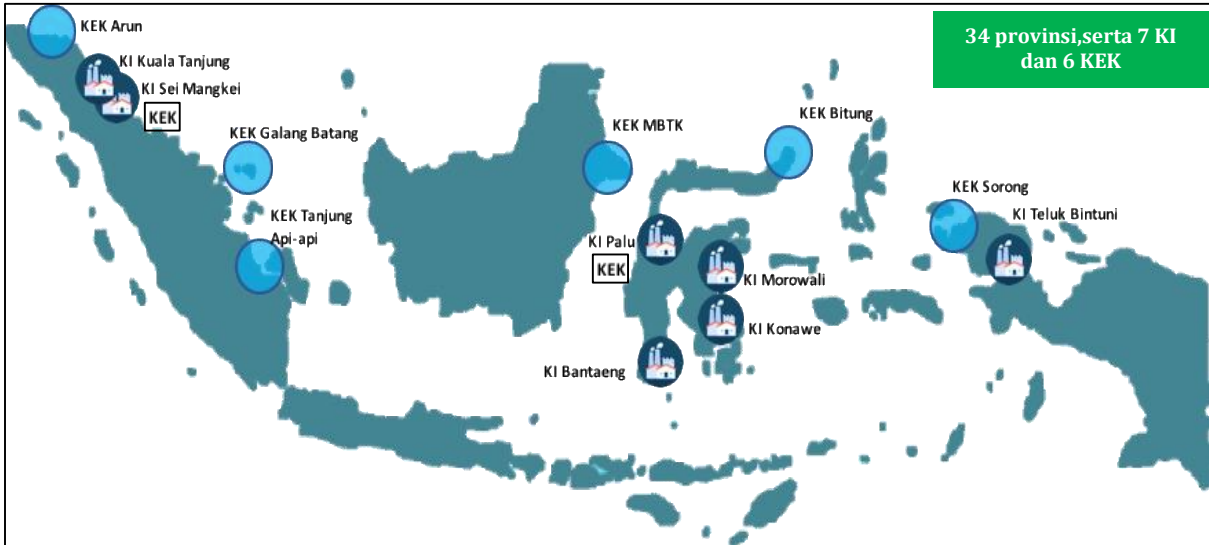 KEK Arun
34 provinsi,serta 7 KI
dan 6 KEK
KI Kuala Tanjung
KI Sei Mangkei
KEK
KEK Galang Batang
KEK MBTK
KEK Bitung
KEK Sorong
KI Teluk Bintuni
KEK Tanjung
Api-api
KI Palu
KEK
KI Morowali
KI Konawe
KI Bantaeng